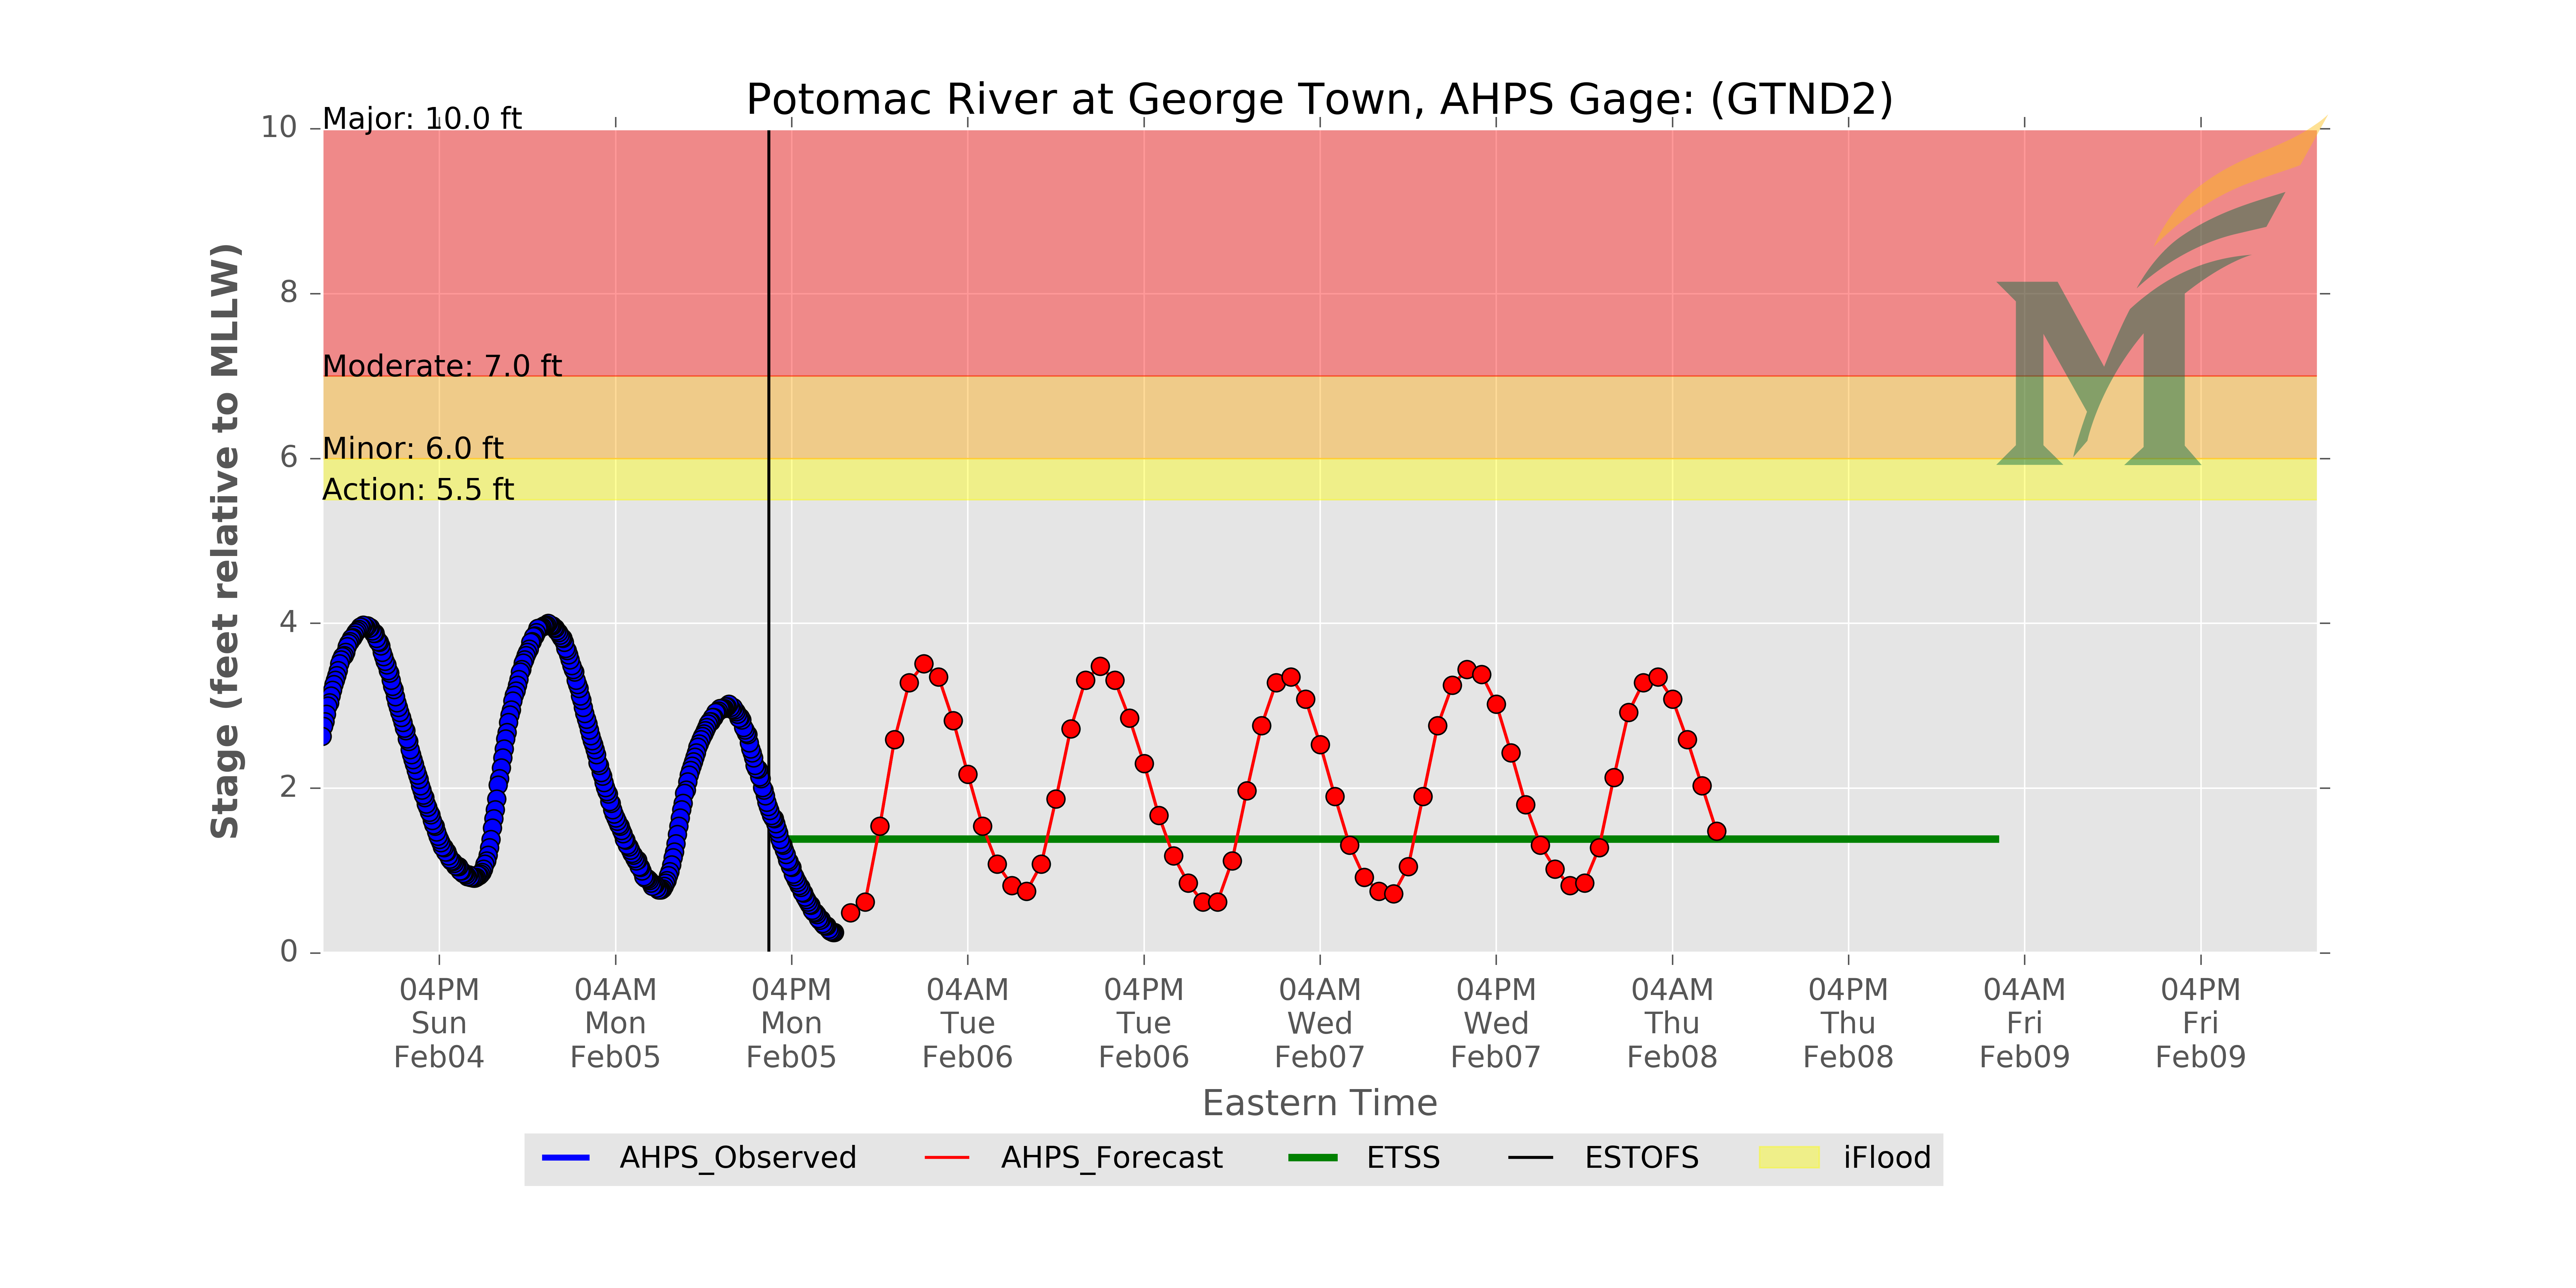 Potomac River at George Town, AHPS Gage: (GTND2)
Major: 10.0 ft
Moderate: 7.0 ft
Minor: 6.0 ft
Action: 5.5 ft
Stage (feet relative to MLLW)
10
8
6
4
2
0
04PM Sun Feb04
04AM Mon Feb05
04PM Mon Feb05
04AM Tue Feb06
04PM Tue Feb06
04AM Wed Feb07
04PM Wed Feb07
04AM Thu Feb08
04PM Thu Feb08
04AM Fri Feb09
04PM Fri Feb09
Eastern Time
AHPS_Observed
AHPS_Forecast
ETSS
ESTOFS
iFlood
M